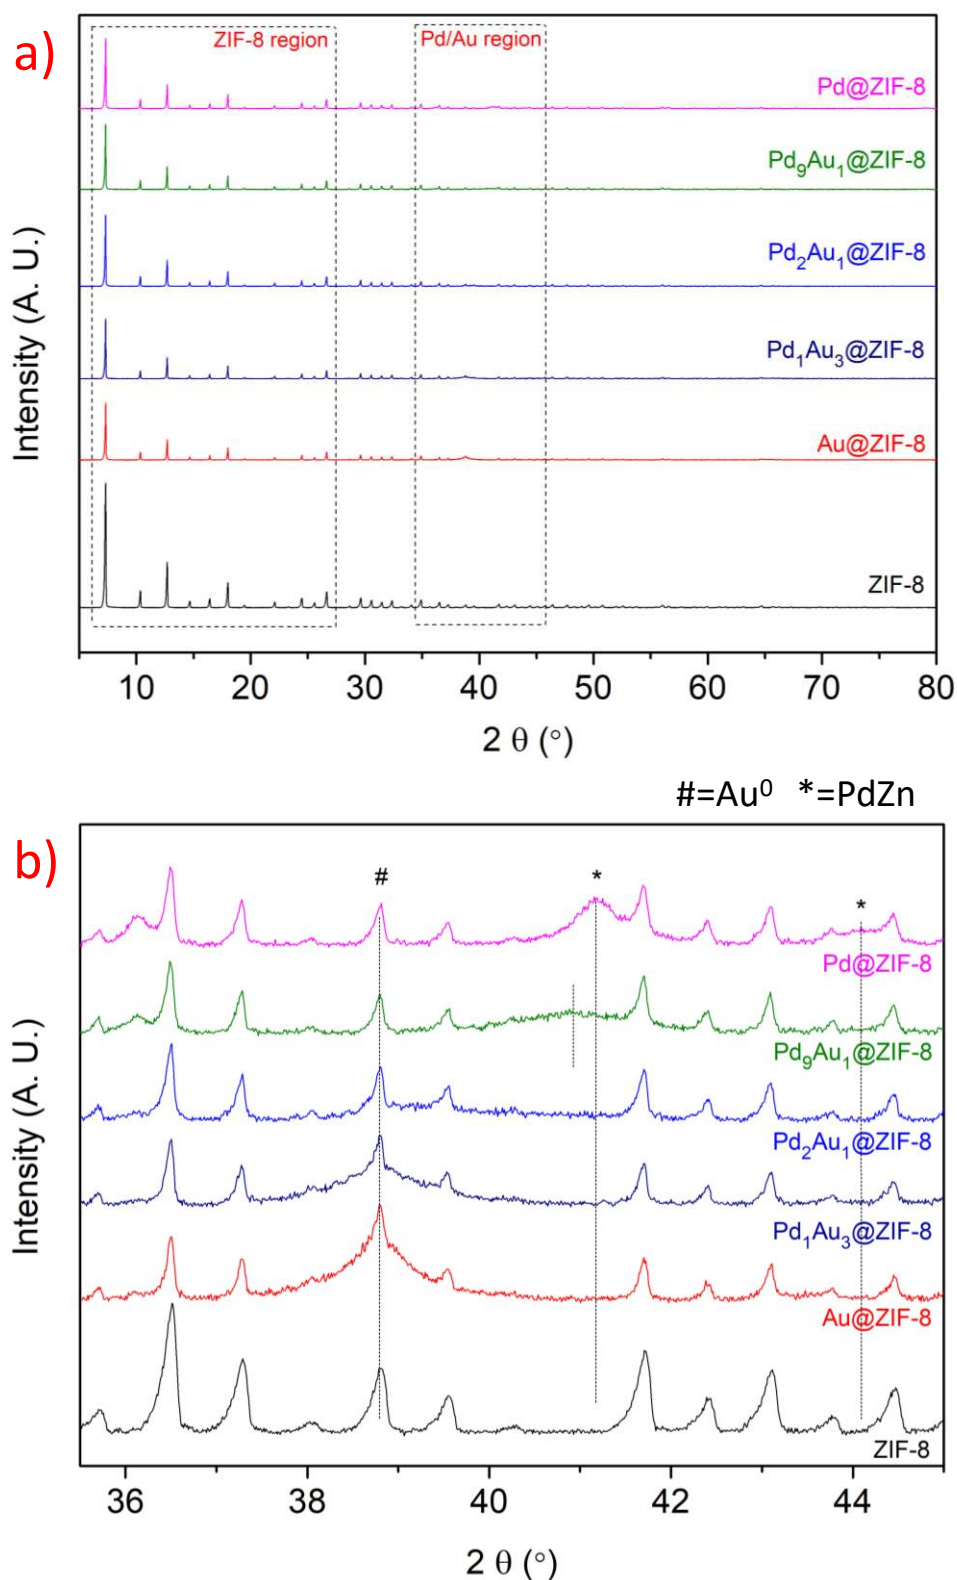 a)
ZIF-8 region
Pd/Au region
Pd@ZIF-8
Pd₉Au₁@ZIF-8
Pd₂Au₁@ZIF-8
Pd₁Au₃@ZIF-8
Au@ZIF-8
ZIF-8
Intensity (A. U.)
10 20 30 40 50 60 70 80
2 θ (°)
#=Au⁰ *=PdZn
b)
# * *
Pd@ZIF-8
Pd₉Au₁@ZIF-8
Pd₂Au₁@ZIF-8
Pd₁Au₃@ZIF-8
Au@ZIF-8
ZIF-8
Intensity (A. U.)
36 38 40 42 44
2 θ (°)